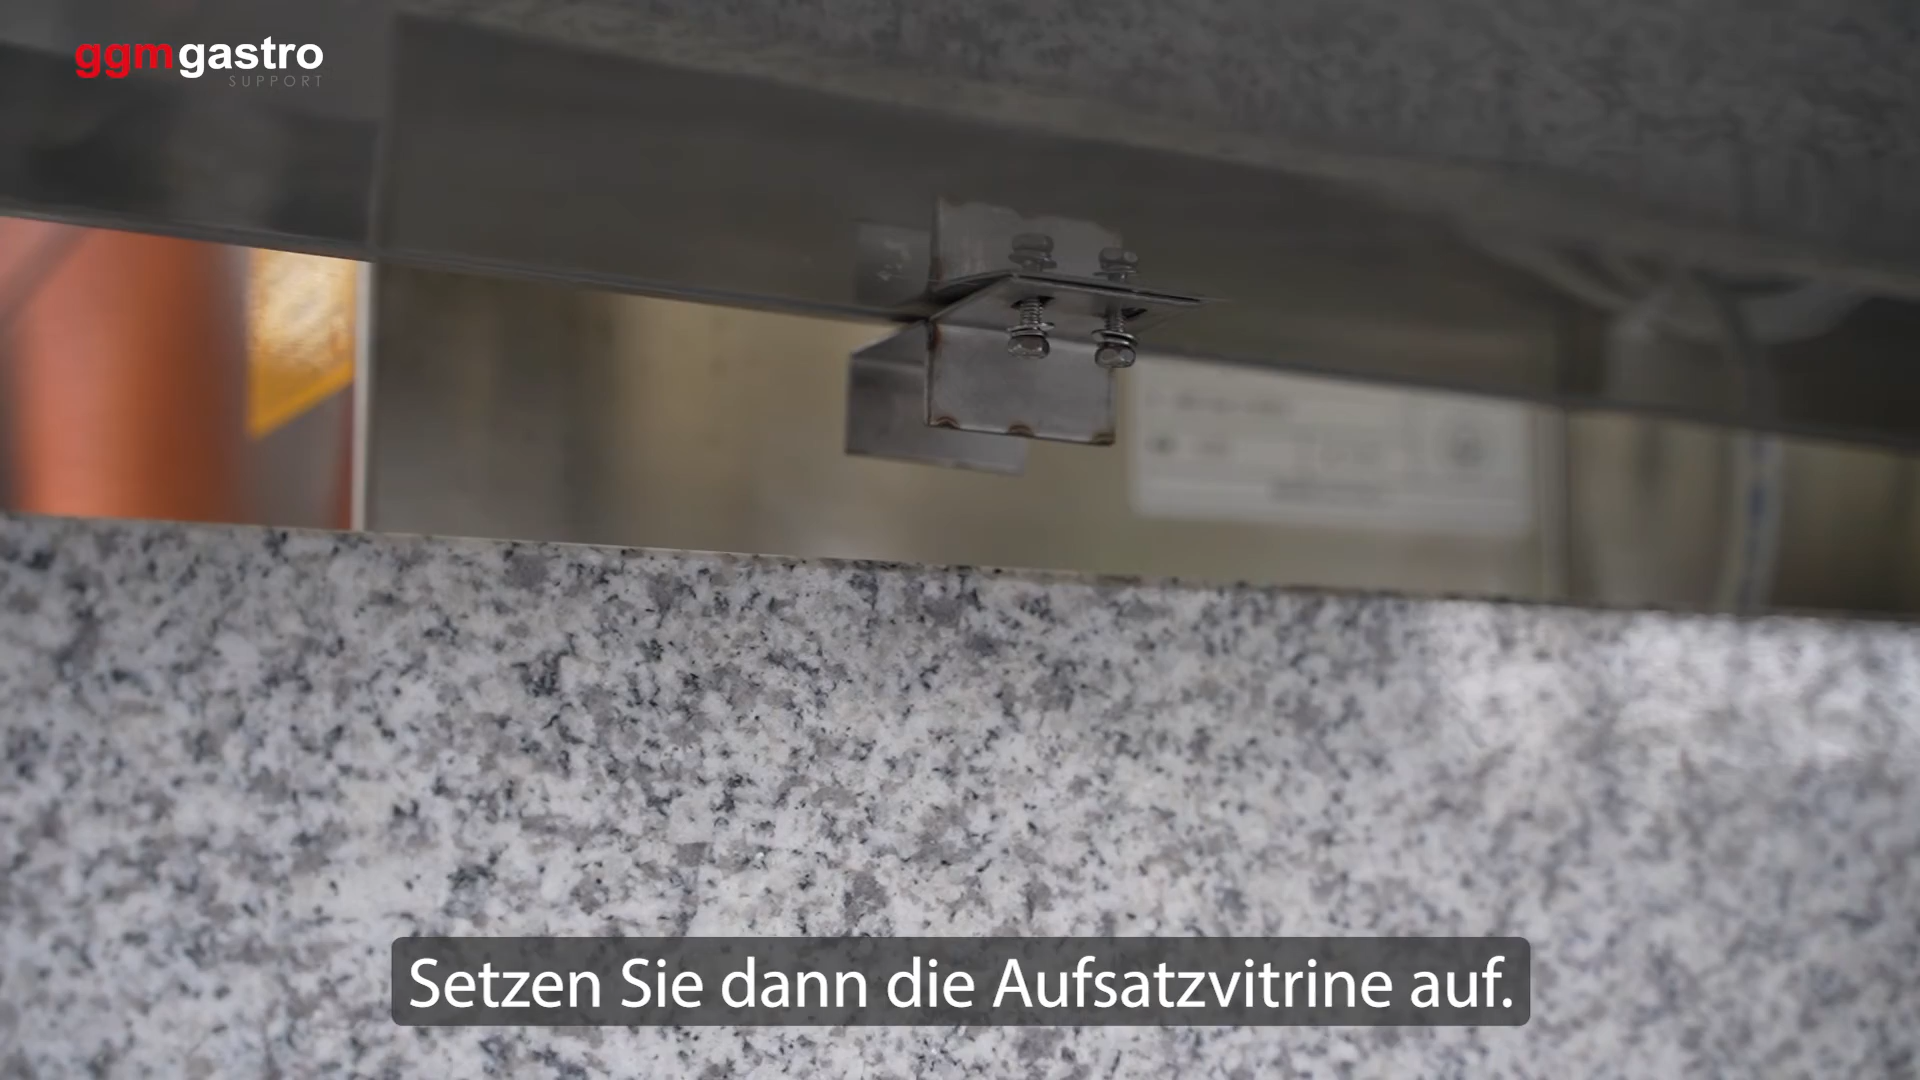 ggmgastro
SUPPORT
Setzen Sie dann die Aufsatzvitrine auf.